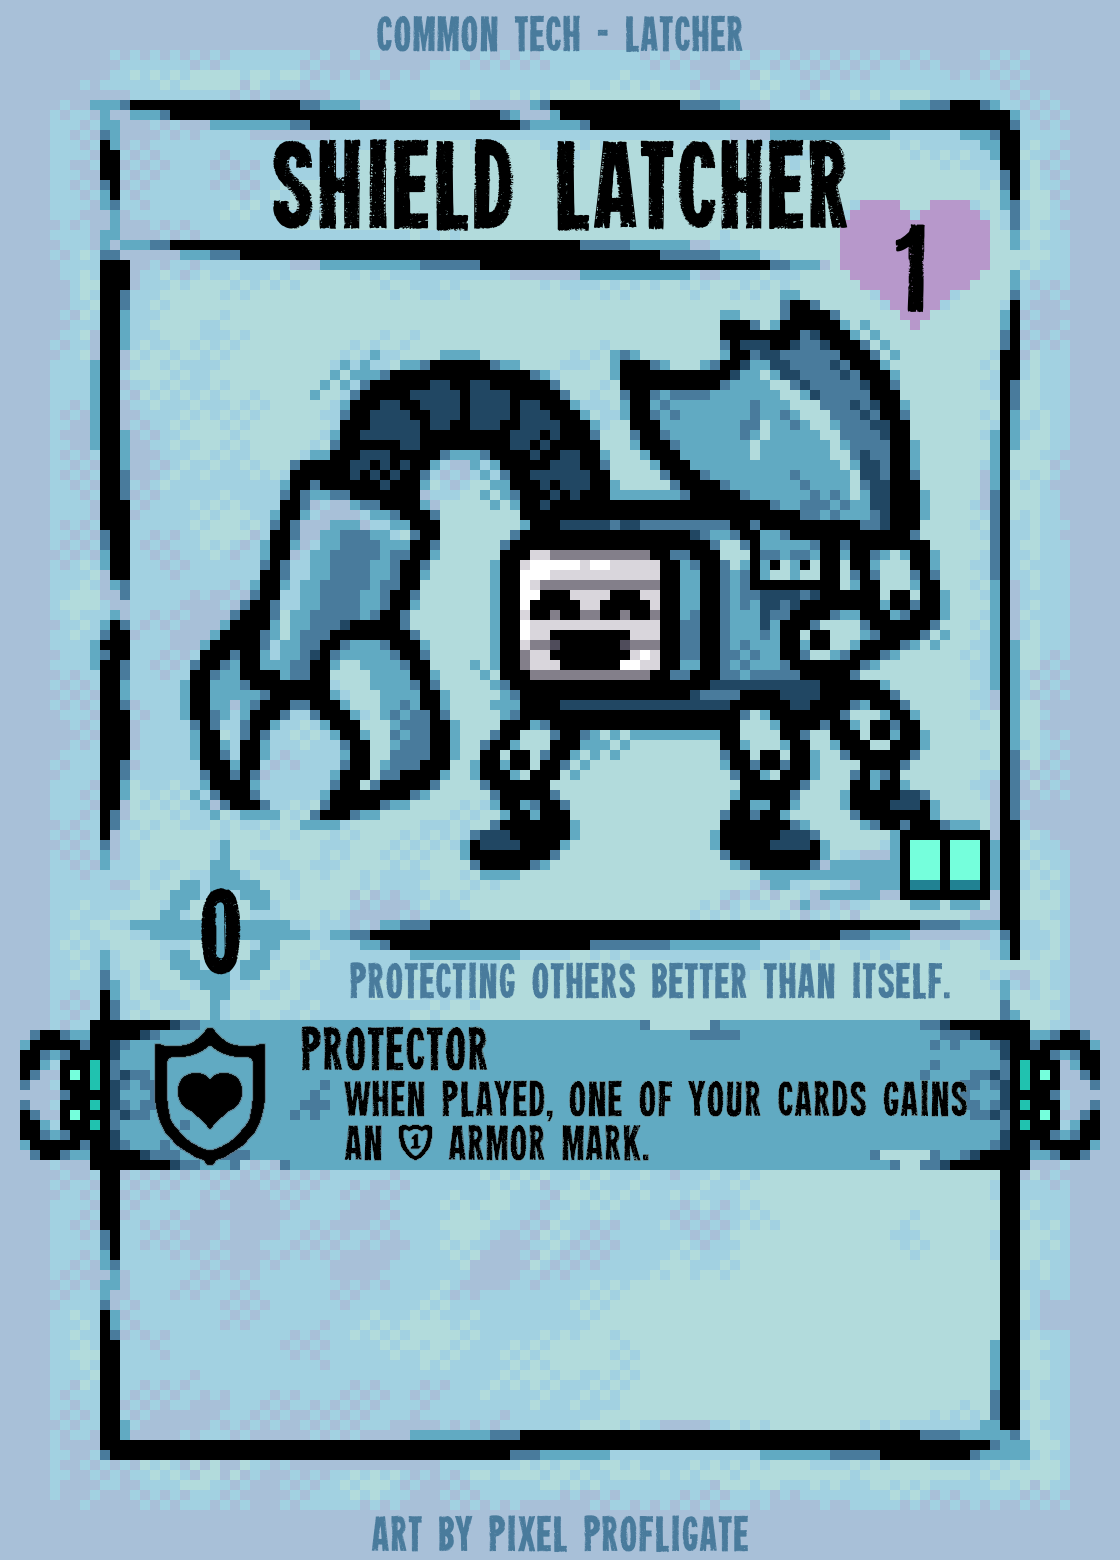 COMMON TECH - LATCHER
SHIELD LATCHER
1
0
PROTECTING OTHERS BETTER THAN ITSELF.
PROTECTOR
WHEN PLAYED, ONE OF YOUR CARDS GAINS
AN 1 ARMOR MARK.
ART BY PIXEL PROFLIGATE